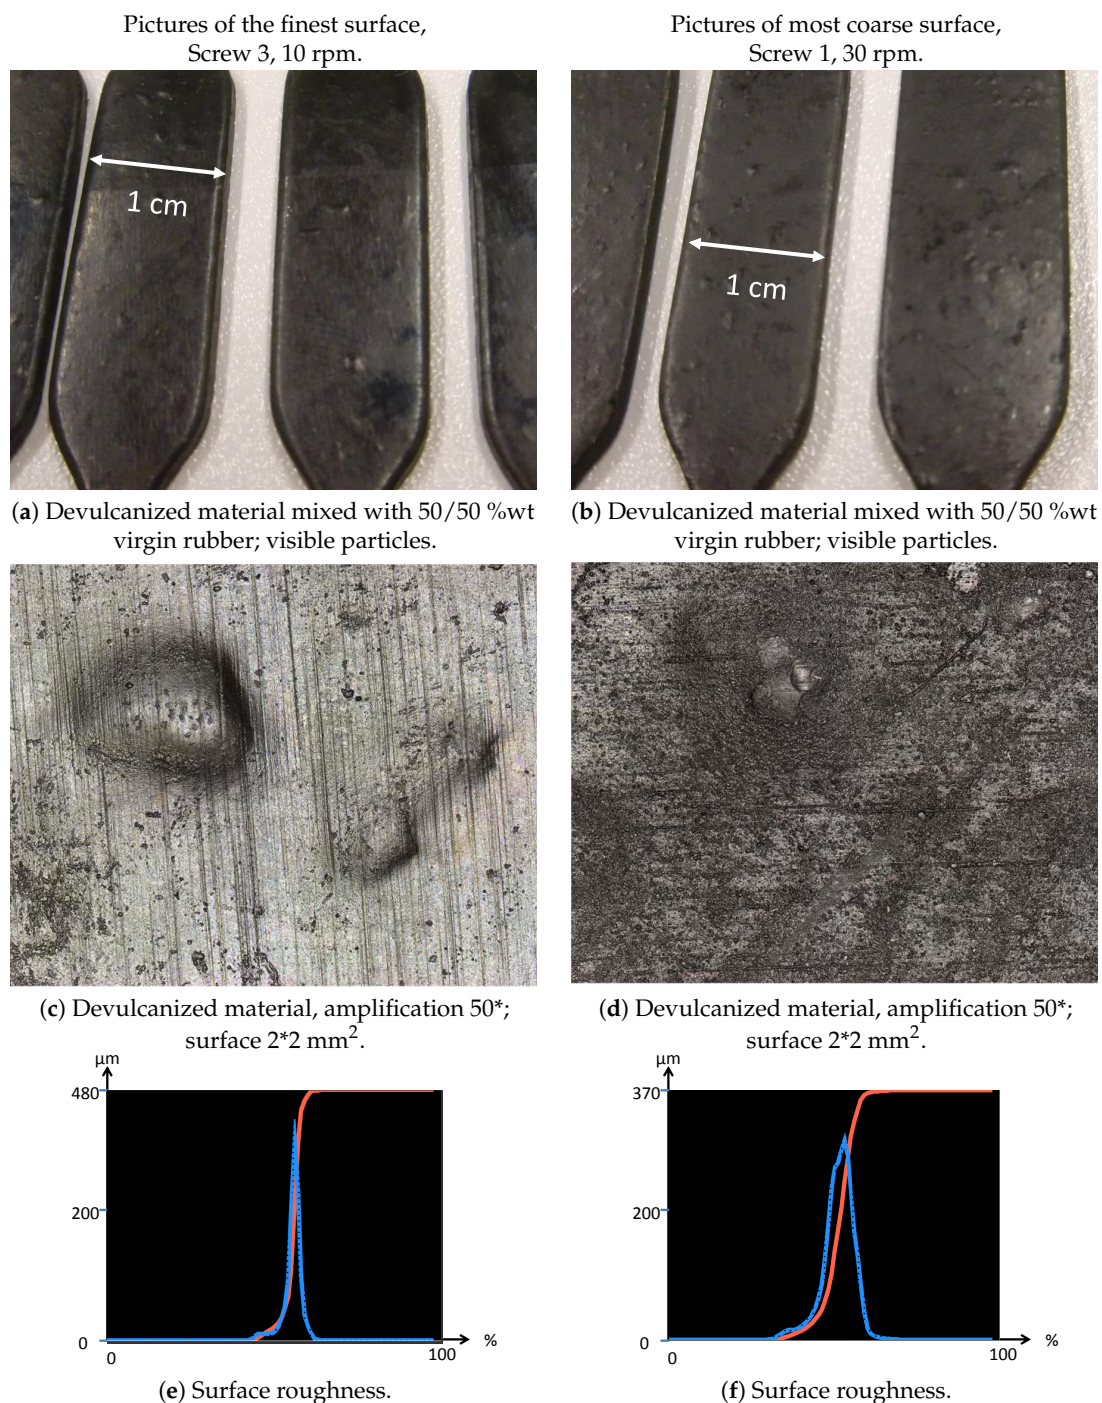 Pictures of the finest surface,
Screw 3, 10 rpm.
Pictures of most coarse surface,
Screw 1, 30 rpm.
1 cm
1 cm
(a) Devulcanized material mixed with 50/50 %wt
virgin rubber; visible particles.
(b) Devulcanized material mixed with 50/50 %wt
virgin rubber; visible particles.
(c) Devulcanized material, amplification 50*;
surface 2*2 mm².
(d) Devulcanized material, amplification 50*;
surface 2*2 mm².
µm
480
200
0
0
100
%
(e) Surface roughness.
µm
370
200
0
0
100
%
(f) Surface roughness.